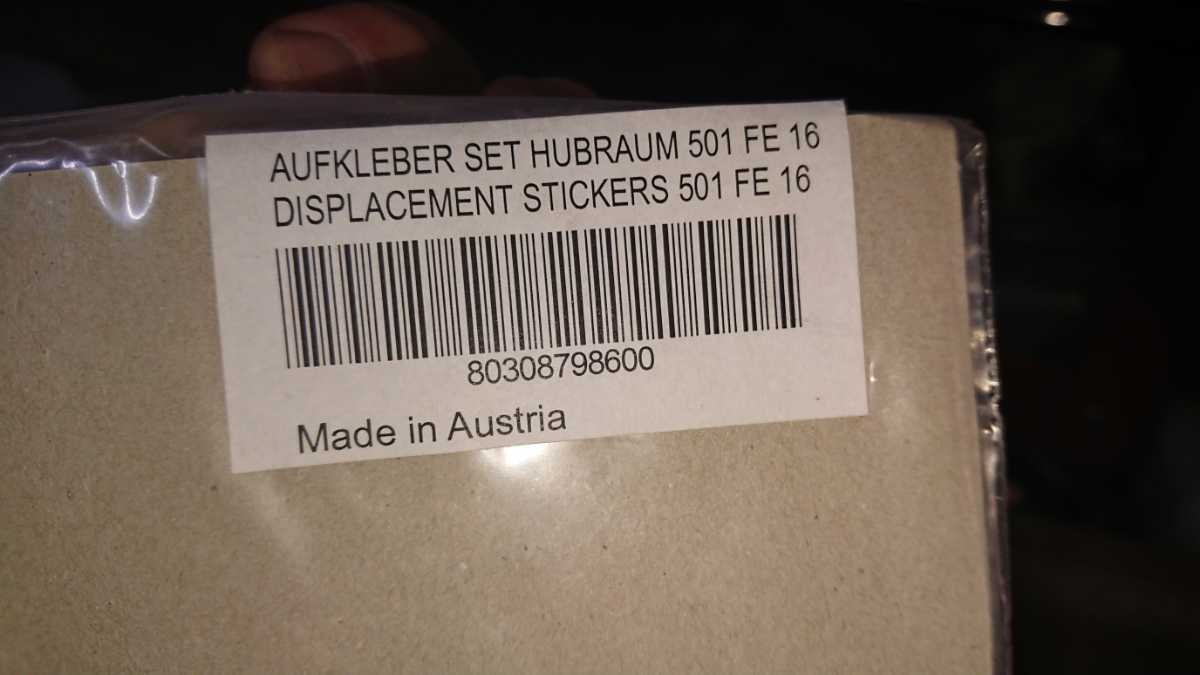 AUFKLEBER SET HUBRAUM 501 FE 16
DISPLACEMENT STICKERS 501 FE 16
80308798600
Made in Austria